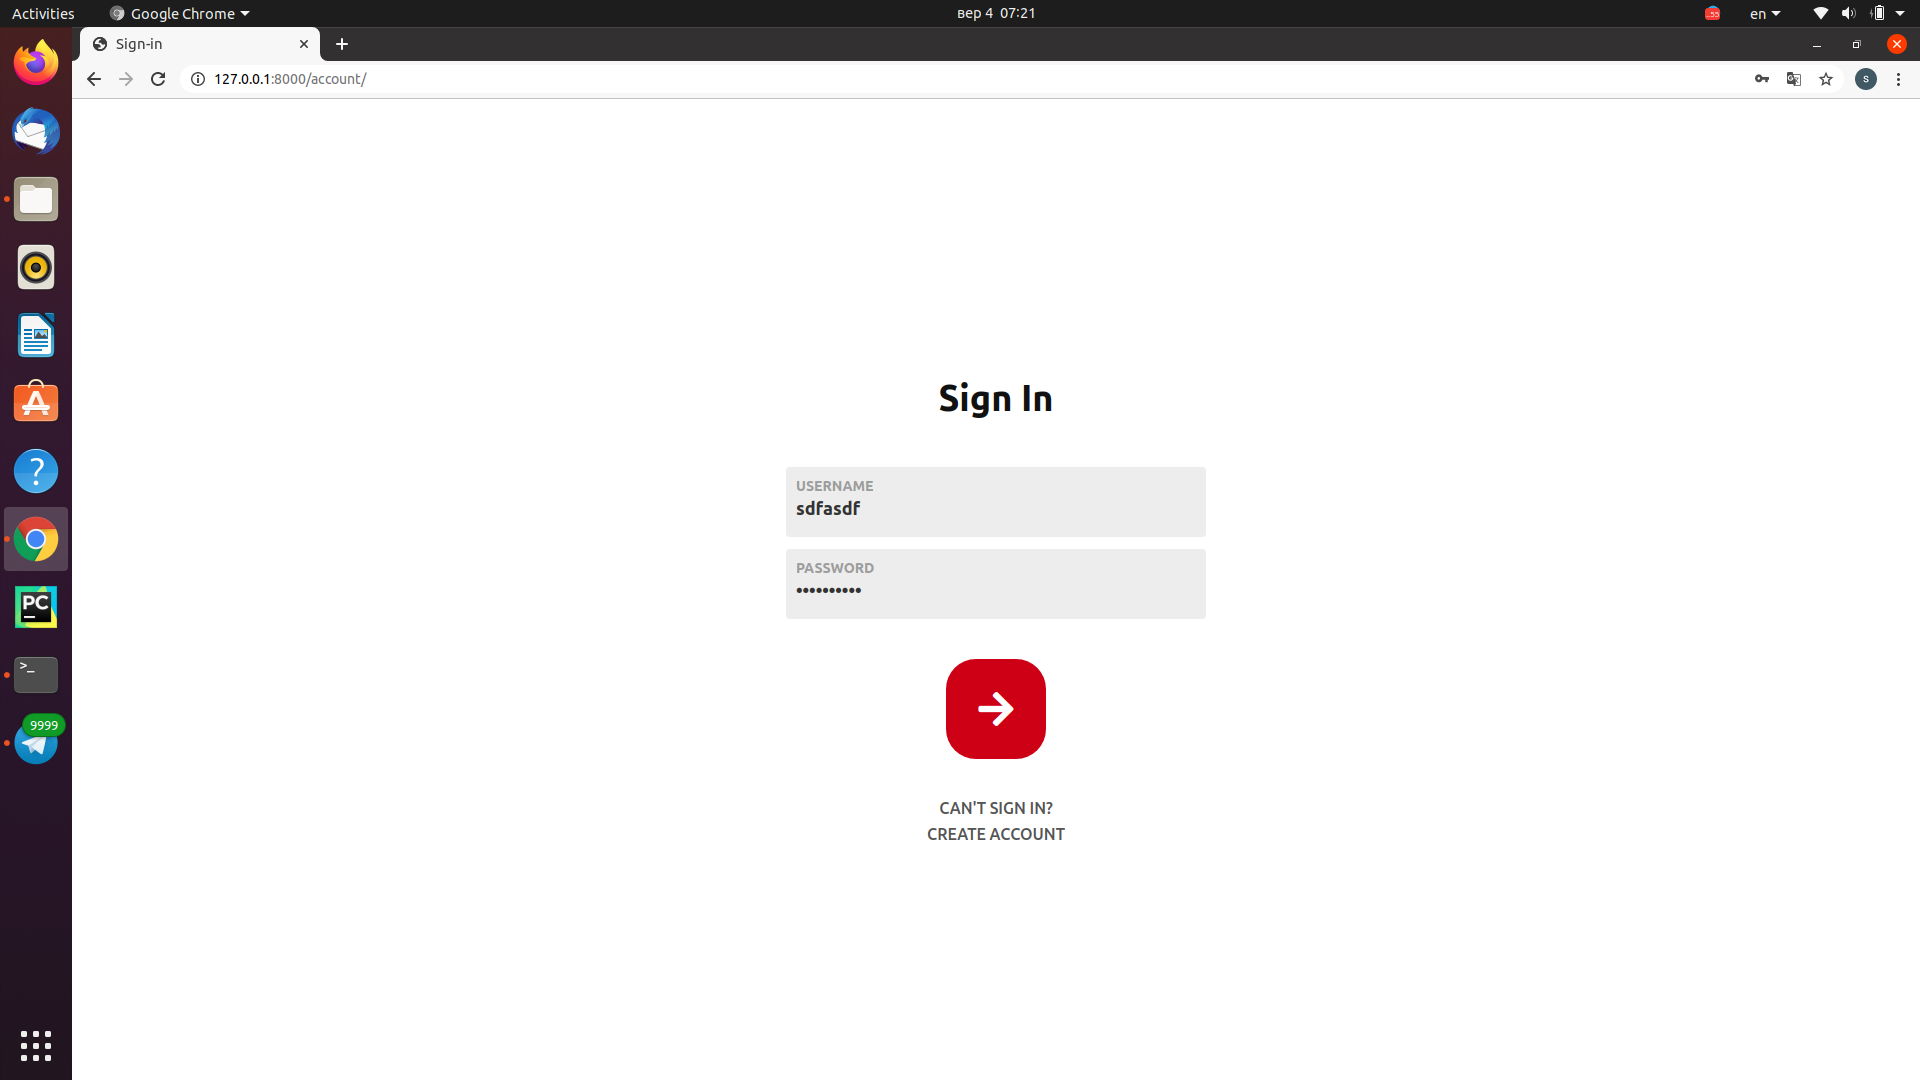 Activities
Google Chrome
вер 4 07:21
en
Sign-in
127.0.0.1:8000/account/
s
Sign In
USERNAME
sdfasdf
PASSWORD
••••••••••
CAN'T SIGN IN?
CREATE ACCOUNT
PC
>_
9999